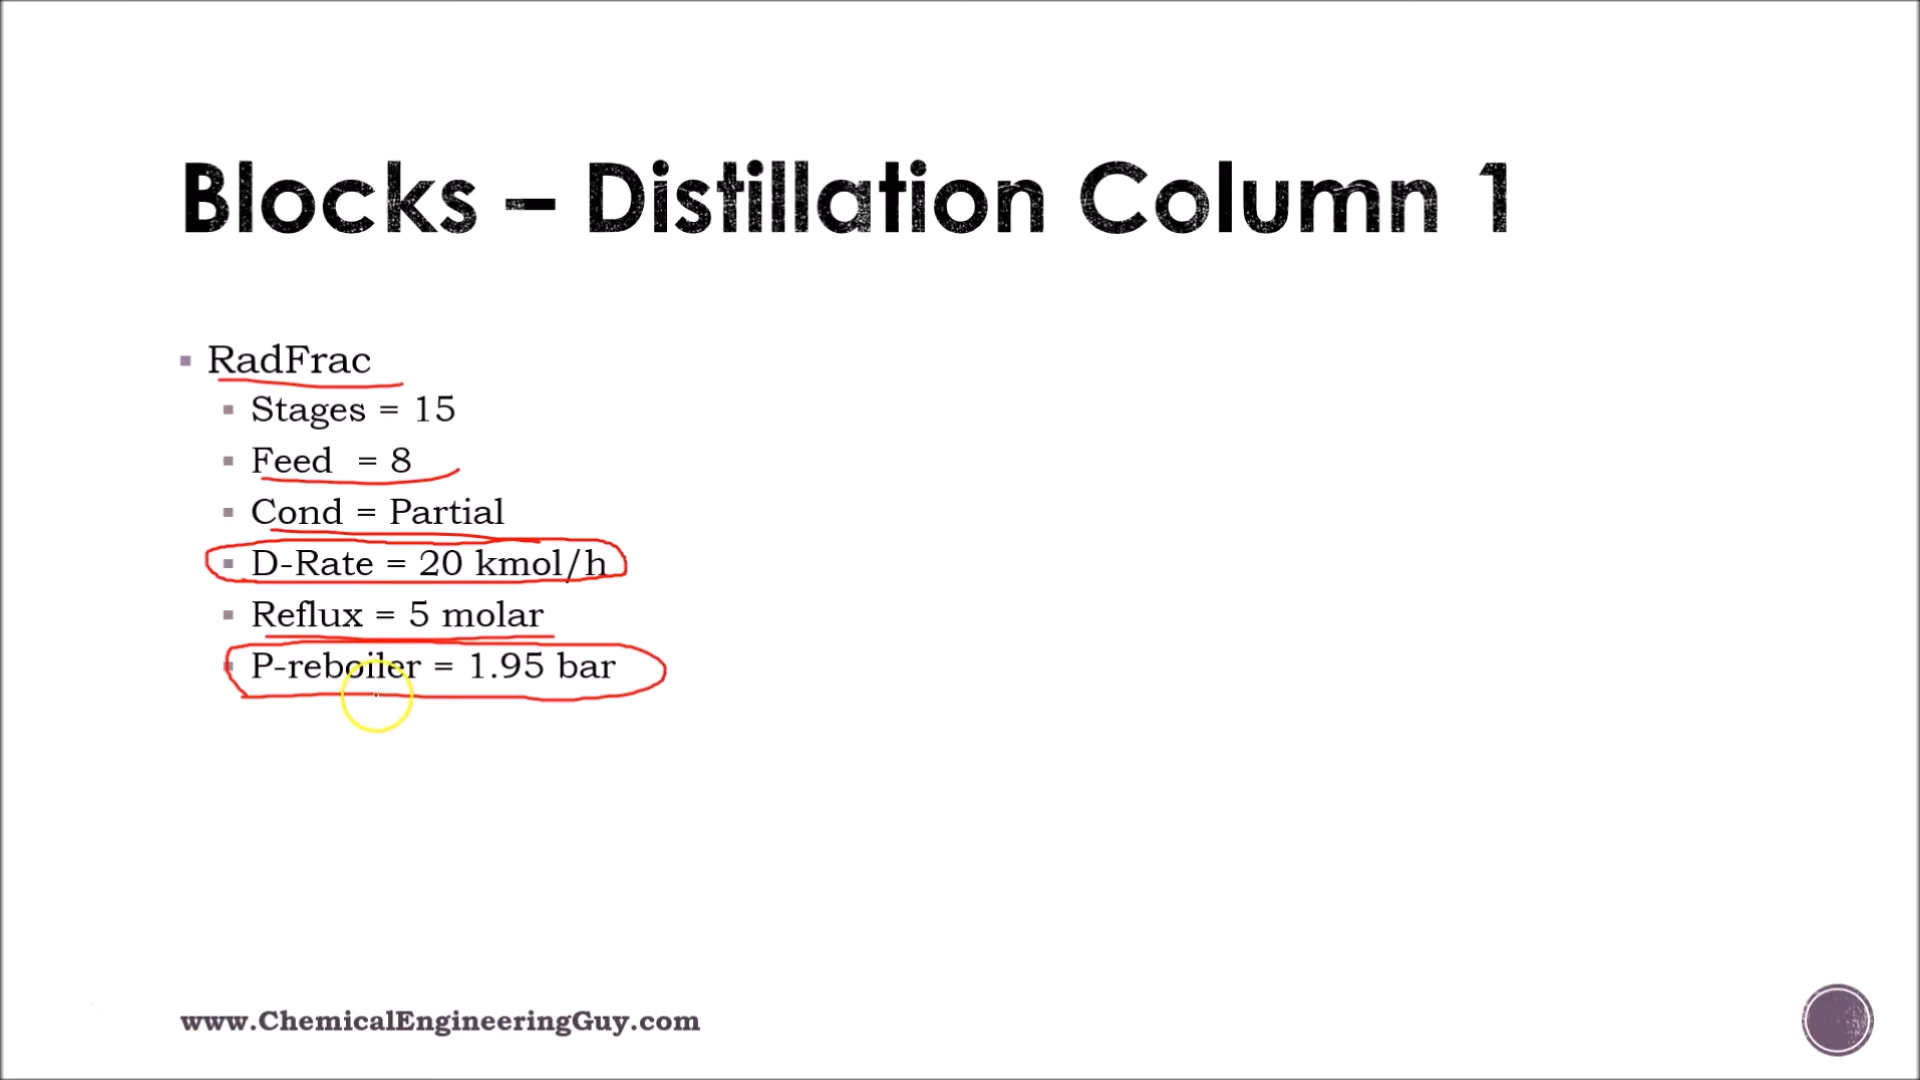 Blocks – Distillation Column 1
RadFrac
Stages = 15
Feed = 8
Cond = Partial
D-Rate = 20 kmol/h
Reflux = 5 molar
P-reboiler = 1.95 bar
www.ChemicalEngineeringGuy.com